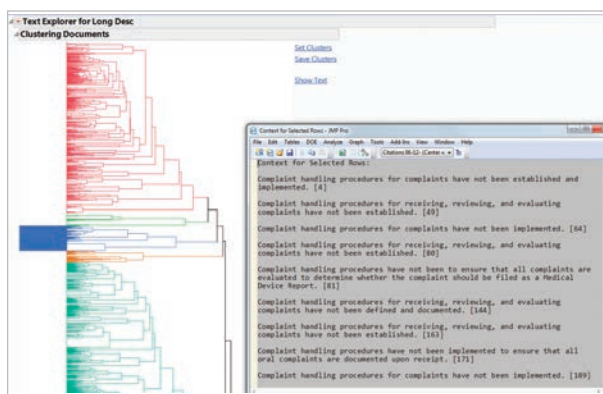 Text Explorer for Long Desc
Clustering Documents
Set Clusters
Save Clusters
Show Text
Context for Selected Rows - JMP Pro
File Edit Tables DOE Analyze Graph Tools Add-Ins View Window Help
Context for Selected Rows:
Complaint handling procedures for complaints have not been established and
implemented. [4]
Complaint handling procedures for receiving, reviewing, and evaluating
complaints have not been established. [49]
Complaint handling procedures for complaints have not been implemented. [64]
Complaint handling procedures for receiving, reviewing, and evaluating
complaints have not been established. [80]
Complaint handling procedures have not been to ensure that all complaints are
evaluated to determine whether the complaint should be filed as a Medical
Device Report. [81]
Complaint handling procedures for receiving, reviewing, and evaluating
complaints have not been defined and documented. [144]
Complaint handling procedures for receiving, reviewing, and evaluating
complaints have not been established. [163]
Complaint handling procedures have not been implemented to ensure that all
oral complaints are documented upon receipt. [171]
Complaint handling procedures for complaints have not been implemented. [189]